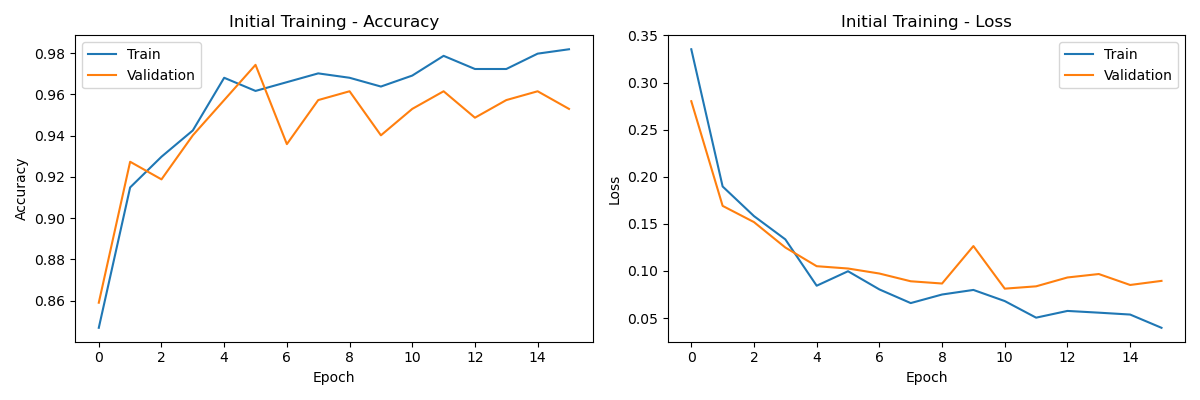 Initial Training - Accuracy
Train
Validation
0.98
0.96
0.94
0.92
0.90
0.88
0.86
Accuracy
0 2 4 6 8 10 12 14
Epoch
Initial Training - Loss
Train
Validation
0.35
0.30
0.25
0.20
0.15
0.10
0.05
Loss
0 2 4 6 8 10 12 14
Epoch